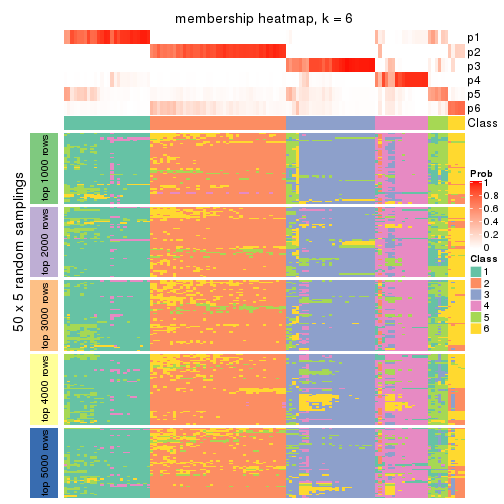 membership heatmap, k = 6
p1
p2
p3
p4
p5
p6
Class
50 x 5 random samplings
top 1000 rows
top 2000 rows
top 3000 rows
top 4000 rows
top 5000 rows
Prob
1
0.8
0.6
0.4
0.2
0
Class
1
2
3
4
5
6